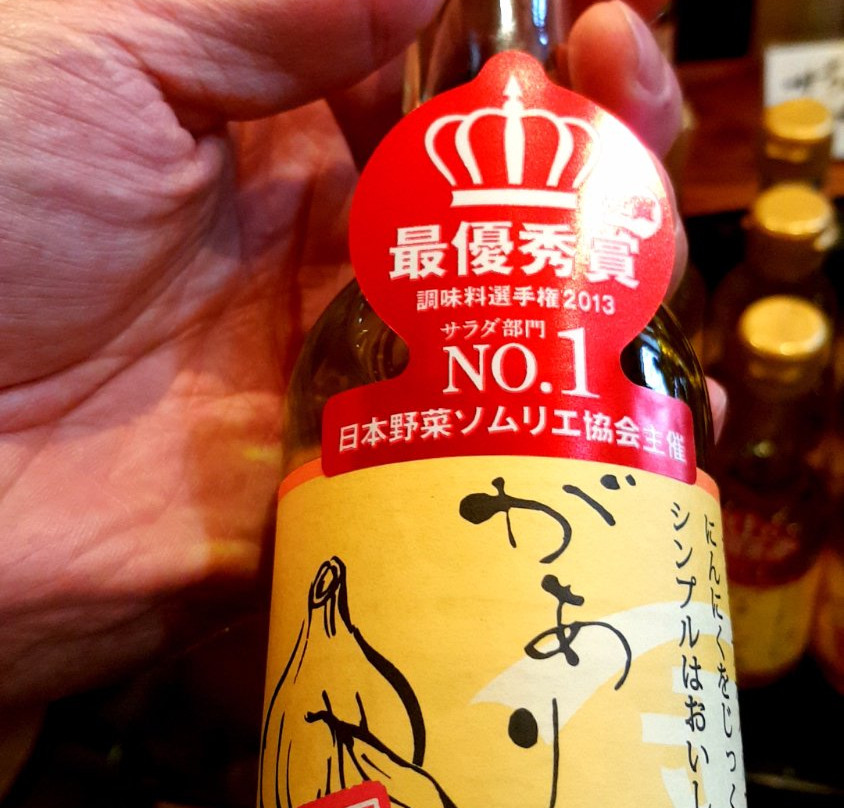 最優秀賞
調味料選手権2013
サラダ部門
NO.1
日本野菜ソムリエ協会主催
があり
にんにくをじっく
シンプルはおいし